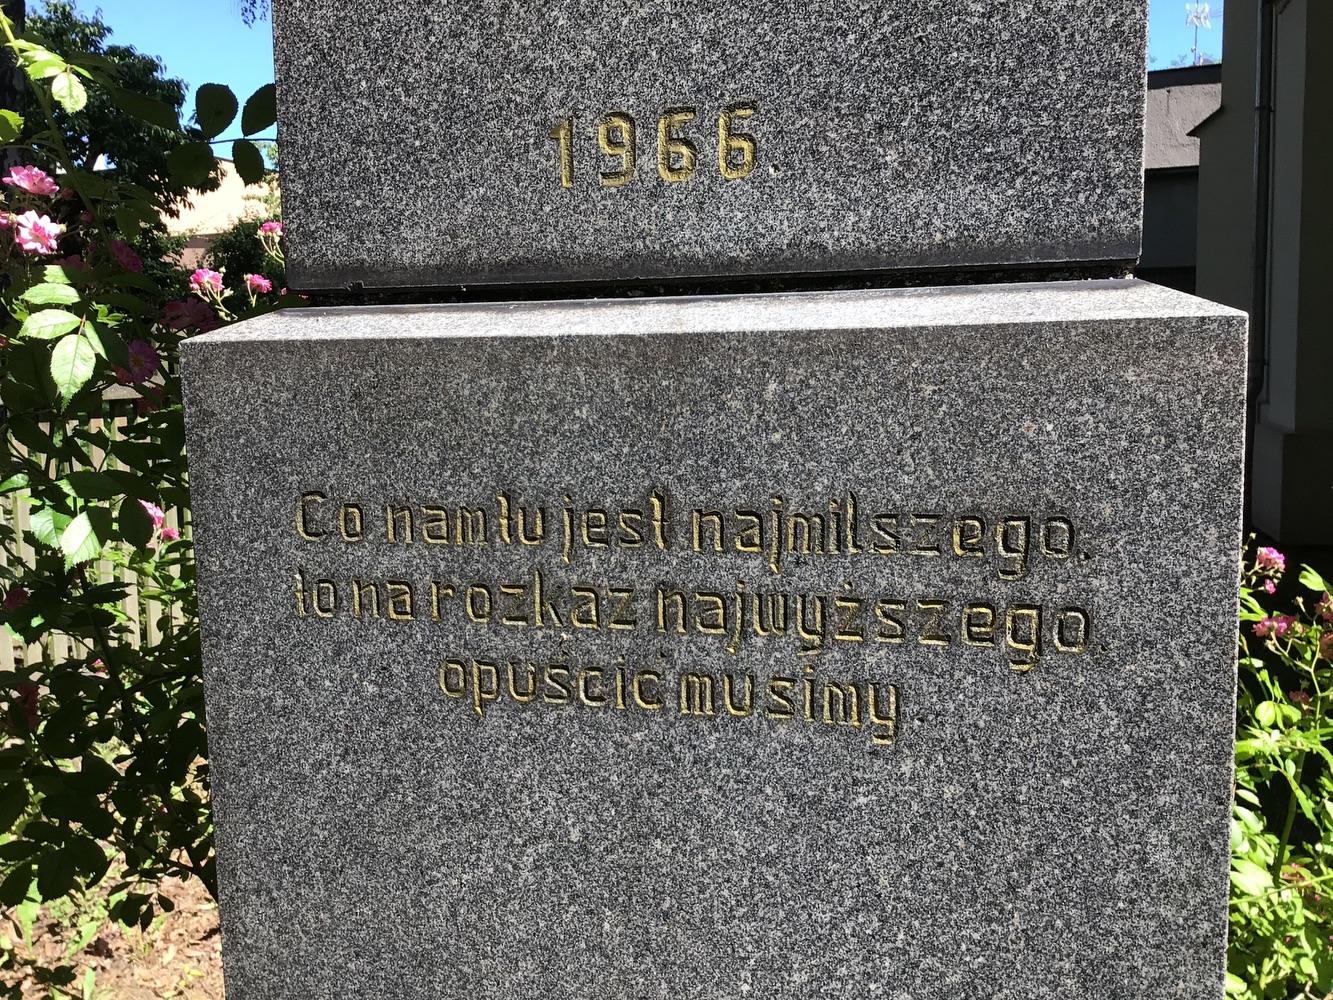 1966.
Co nam tu jest najmilszego.
to na rozkaz najwyższego.
opuścić musimy